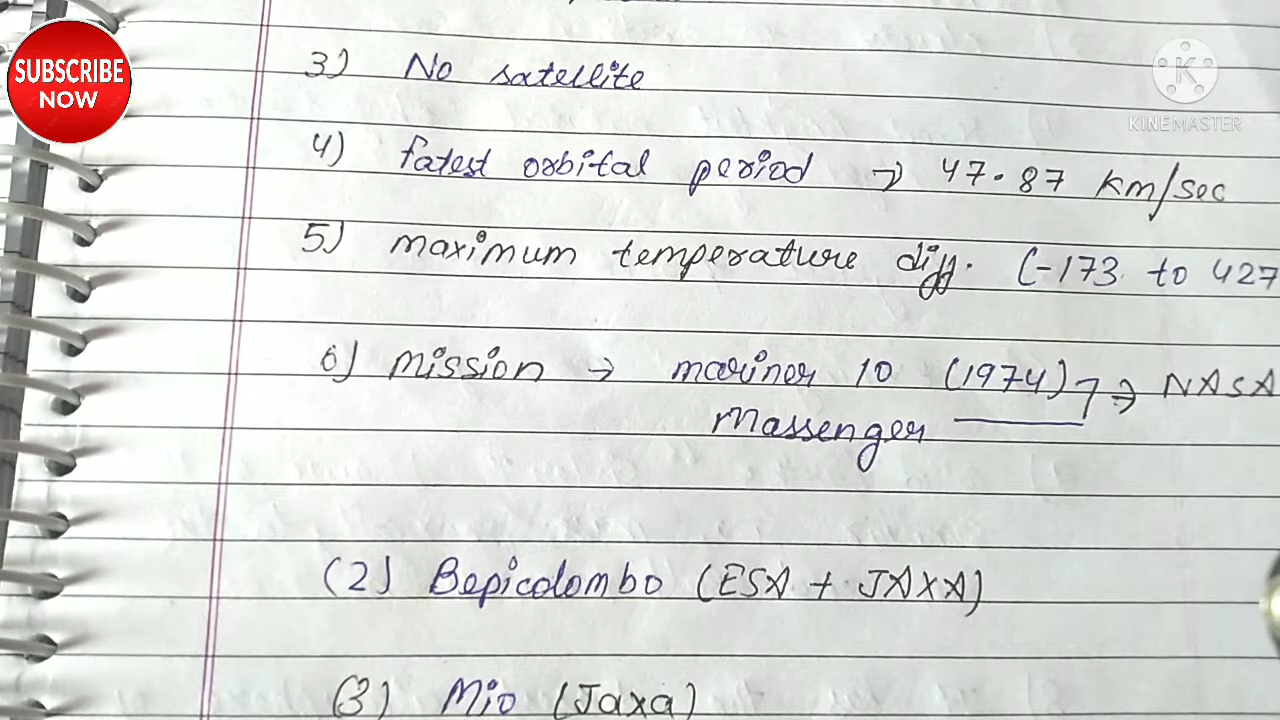 SUBSCRIBE
NOW
KINEMASTER
3) No satellite
4) fatest orbital period → 47.87 km/sec
5) maximum temperature diff. (-173 to 427
6) mission → mariner 10 (1974) → NASA
Massenger
(2) Bepicolombo (ESA + JAXA)
(3) Mio (Jaxa)